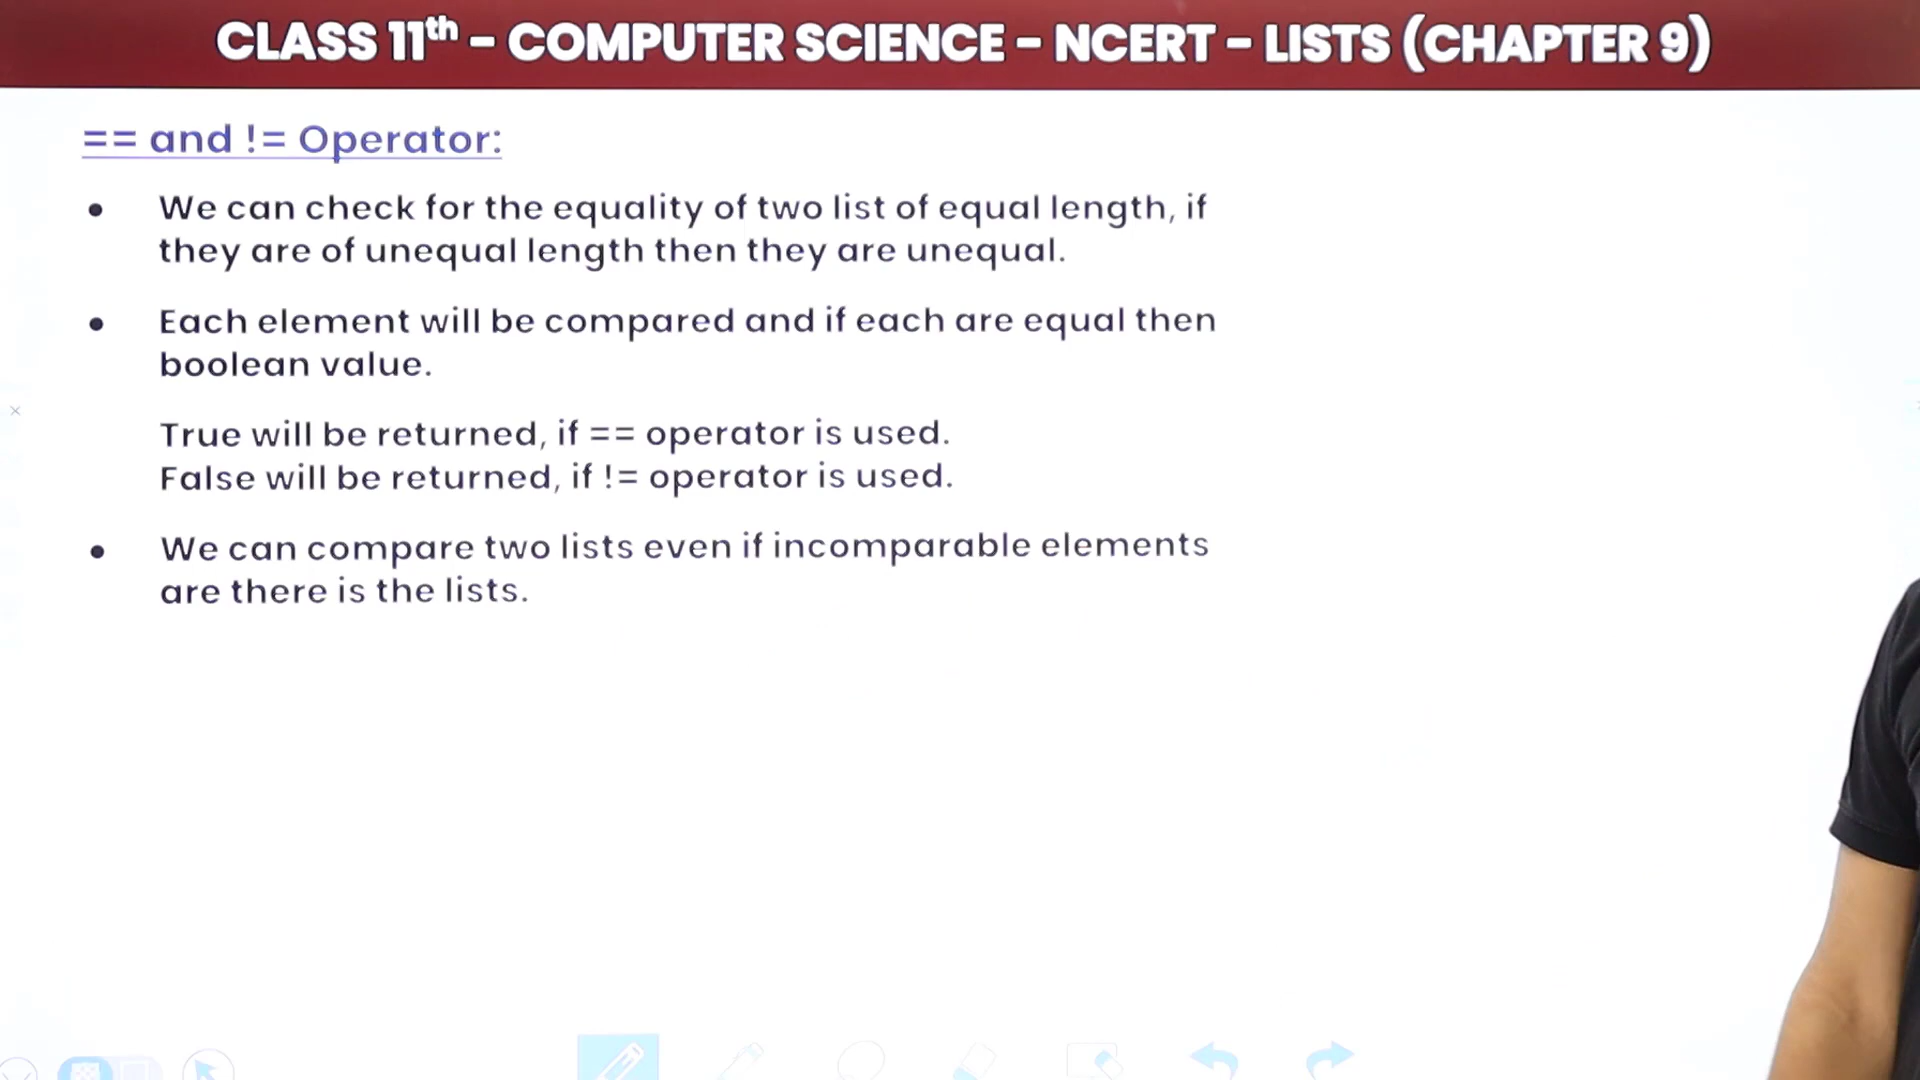 CLASS 11th - COMPUTER SCIENCE - NCERT - LISTS (CHAPTER 9)
== and != Operator:
• We can check for the equality of two list of equal length, if
they are of unequal length then they are unequal.
• Each element will be compared and if each are equal then
boolean value.
True will be returned, if == operator is used.
False will be returned, if != operator is used.
• We can compare two lists even if incomparable elements
are there is the lists.